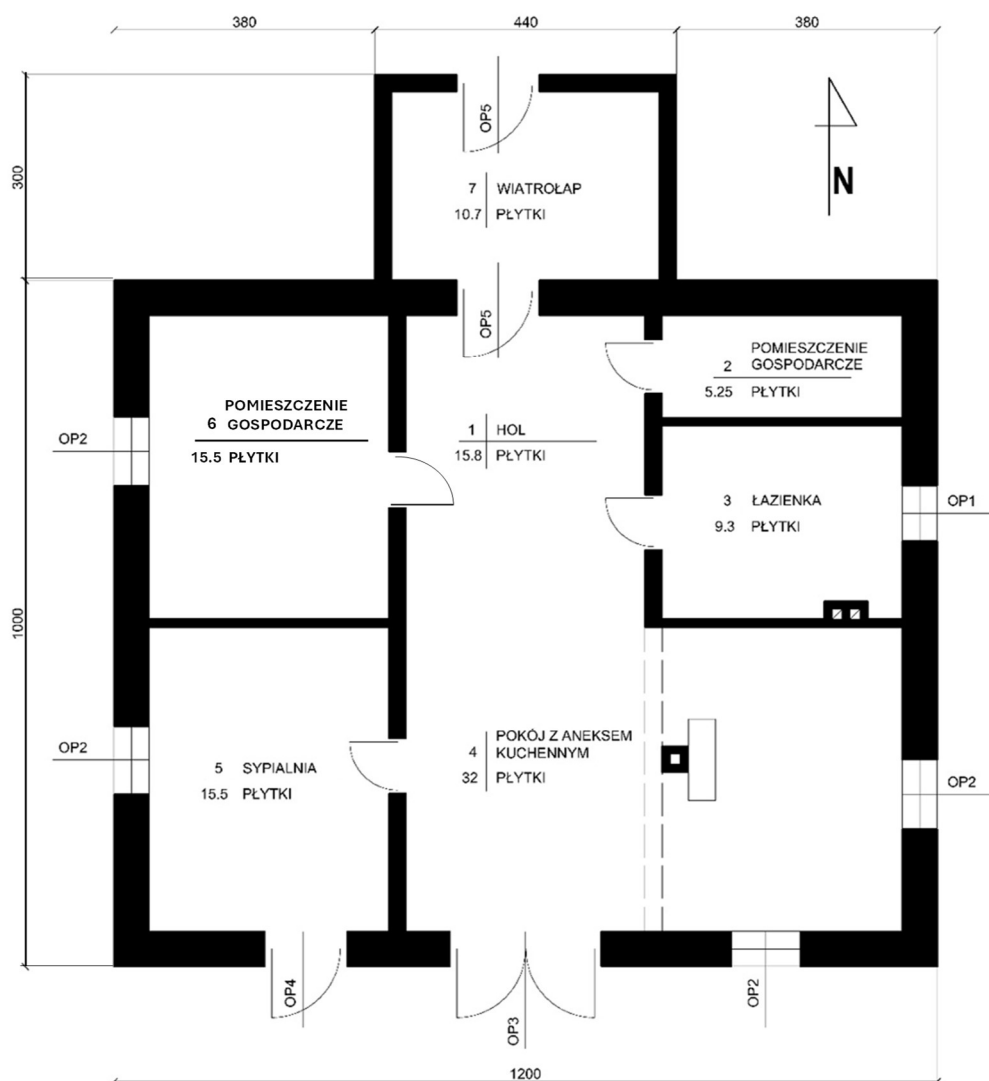 380
440
380
300
OP5
7 WIATROŁAP
10.7 PŁYTKI
N
OP5
POMIESZCZENIE
2 GOSPODARCZE
5.25 PŁYTKI
POMIESZCZENIE
6 GOSPODARCZE
15.5 PŁYTKI
OP2
1 HOL
15.8 PŁYTKI
3 ŁAZIENKA
9.3 PŁYTKI
OP1
1000
OP2
5 SYPIALNIA
15.5 PŁYTKI
POKÓJ Z ANEKSEM
4 KUCHENNYM
32 PŁYTKI
OP2
OP4
OP3
OP2
1200